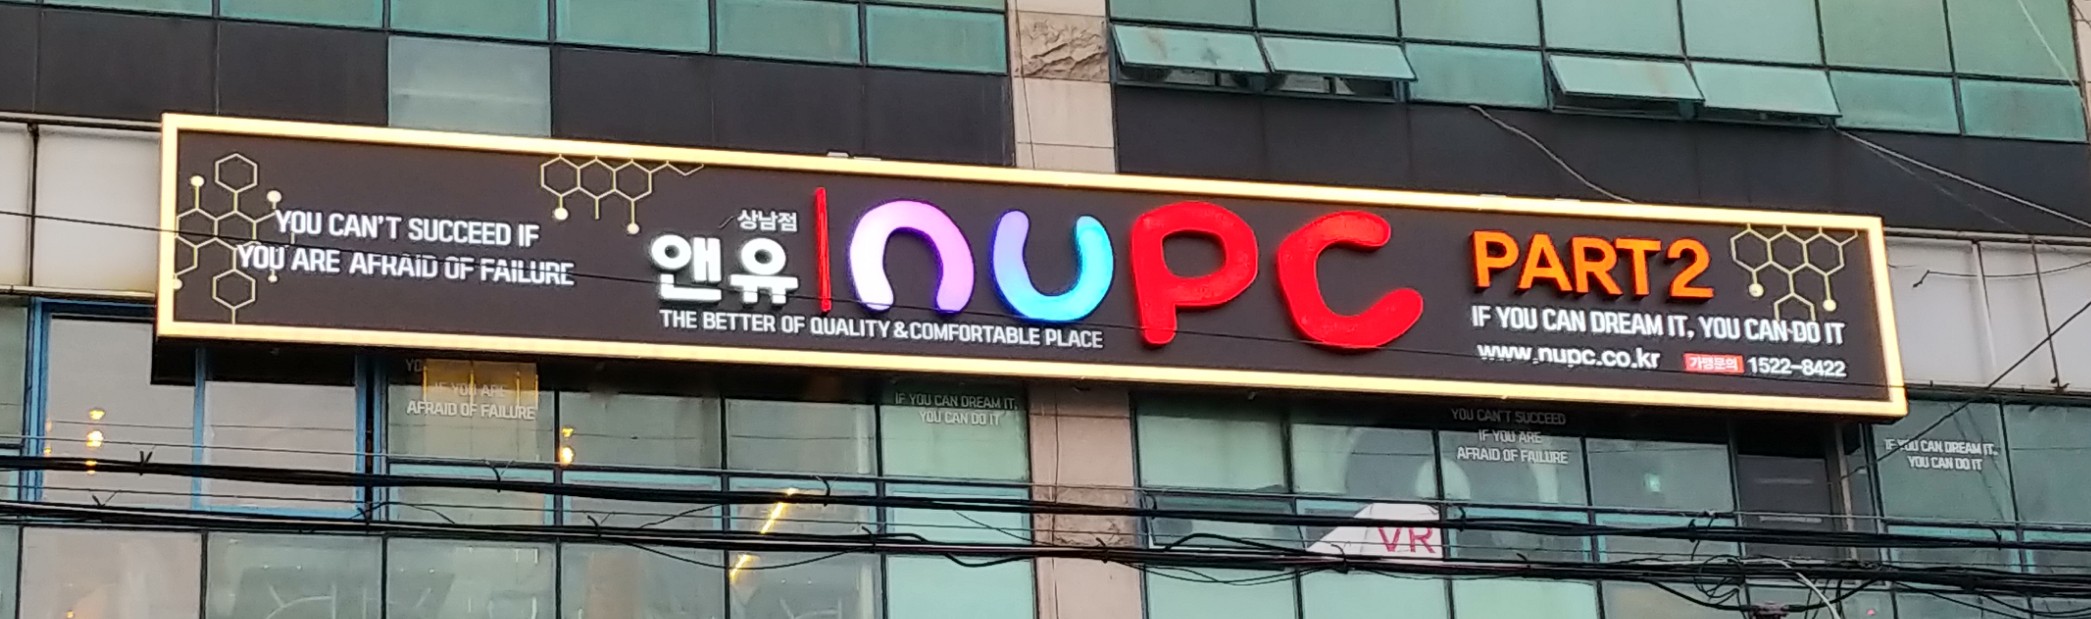 YOU CAN'T SUCCEED IF
YOU ARE AFRAID OF FAILURE
상남점
앤유
nupc
THE BETTER OF QUALITY & COMFORTABLE PLACE
PART2
IF YOU CAN DREAM IT, YOU CAN DO IT
www.nupc.co.kr 가맹문의 1522-8422
IF YOU ARE
AFRAID OF FAILURE
IF YOU CAN DREAM IT,
YOU CAN DO IT
YOU CAN'T SUCCEED
IF YOU ARE
AFRAID OF FAILURE
IF YOU CAN DREAM IT,
YOU CAN DO IT
VR